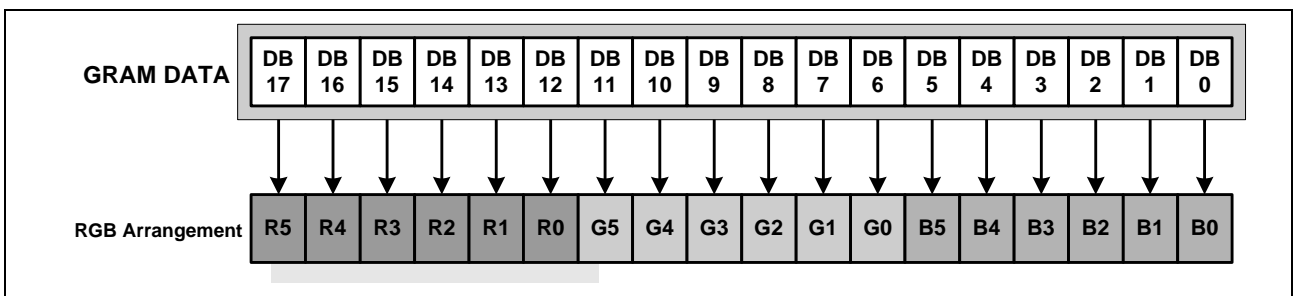 GRAM DATA
DB DB DB DB DB DB DB DB DB DB DB DB DB DB DB DB DB DB
17 16 15 14 13 12 11 10 9 8 7 6 5 4 3 2 1 0
RGB Arrangement R5 R4 R3 R2 R1 R0 G5 G4 G3 G2 G1 G0 B5 B4 B3 B2 B1 B0